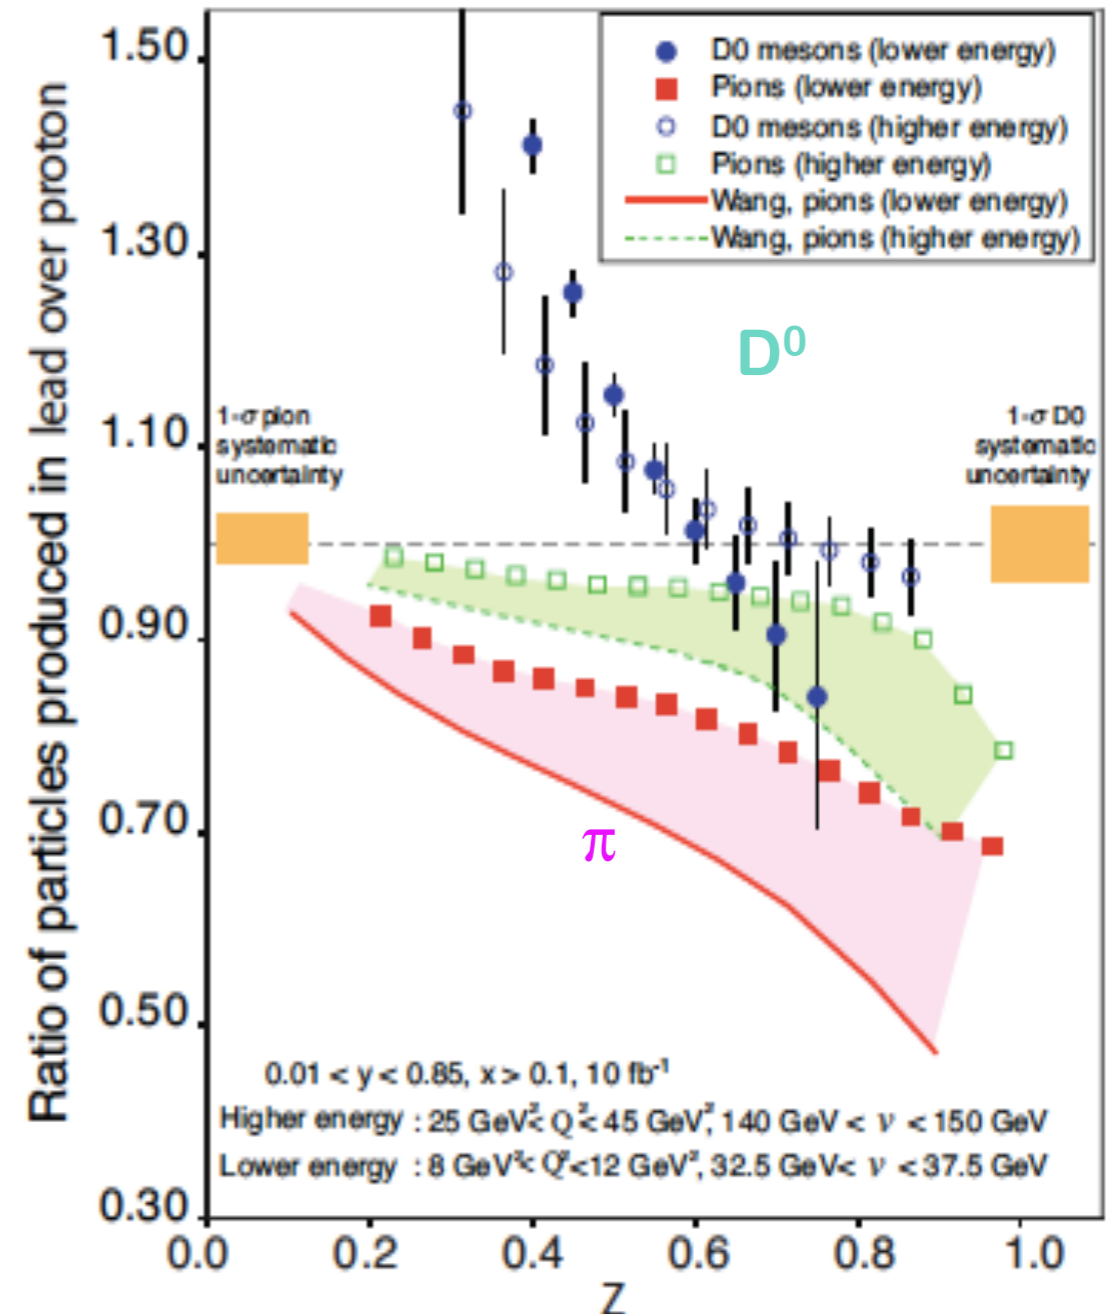 Ratio of particles produced in lead over proton
1.50
1.30
1.10
0.90
0.70
0.50
0.30
D0 mesons (lower energy)
Pions (lower energy)
D0 mesons (higher energy)
Pions (higher energy)
Wang, pions (lower energy)
Wang, pions (higher energy)
D⁰
1-σ pion
systematic
uncertainty
1-σ D0
systematic
uncertainty
π
0.01 < y < 0.85, x > 0.1, 10 fb⁻¹
Higher energy : 25 GeV²< Q²< 45 GeV², 140 GeV < ν < 150 GeV
Lower energy : 8 GeV²< Q²<12 GeV², 32.5 GeV< ν < 37.5 GeV
0.0 0.2 0.4 0.6 0.8 1.0
Z